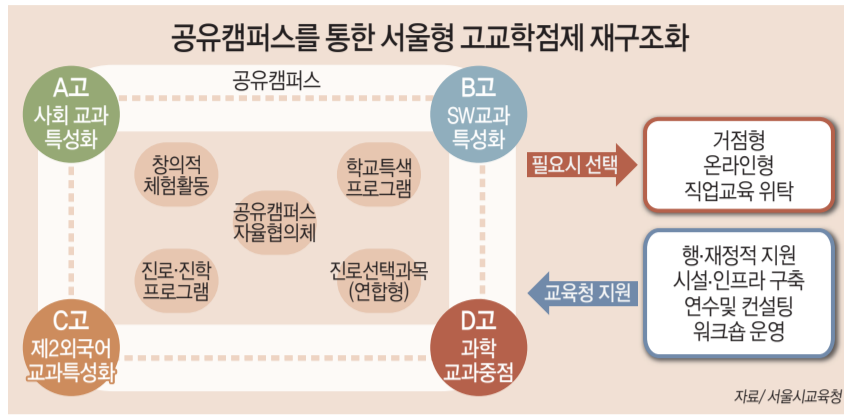 공유캠퍼스를 통한 서울형 고교학점제 재구조화
공유캠퍼스
A고
사회 교과
특성화
B고
SW교과
특성화
창의적
체험활동
학교특색
프로그램
공유캠퍼스
자율협의체
진로·진학
프로그램
진로선택과목
(연합형)
C고
제2외국어
교과특성화
D고
과학
교과중점
필요시 선택
거점형
온라인형
직업교육 위탁
교육청 지원
행·재정적 지원
시설·인프라 구축
연수및 컨설팅
워크숍 운영
자료/ 서울시교육청